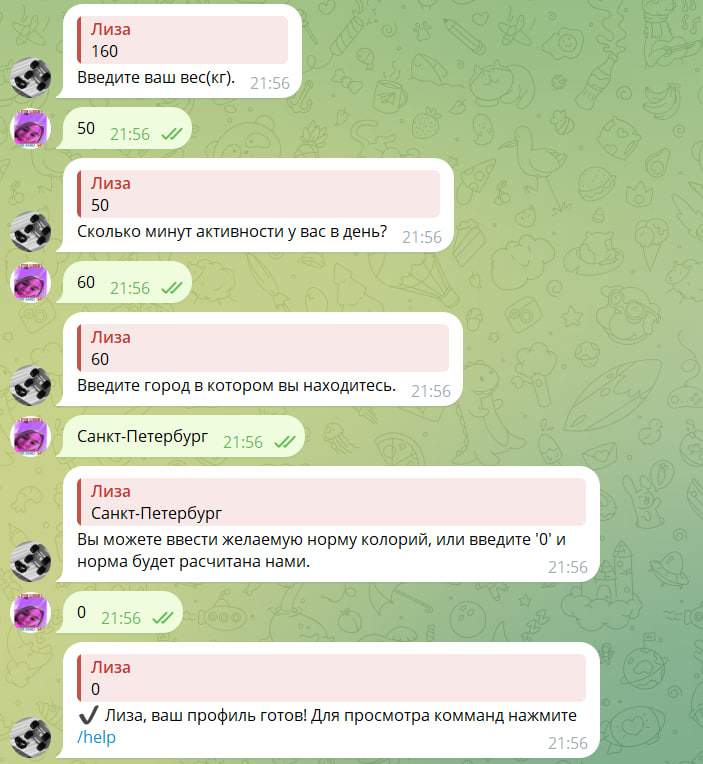 Лиза
160
Введите ваш вес(кг). 21:56
50 21:56
Лиза
50
Сколько минут активности у вас в день? 21:56
60 21:56
Лиза
60
Введите город в котором вы находитесь. 21:56
Санкт-Петербург 21:56
Лиза
Санкт-Петербург
Вы можете ввести желаемую норму колорий, или введите '0' и
норма будет расчитана нами. 21:56
0 21:56
Лиза
0
✔️ Лиза, ваш профиль готов! Для просмотра комманд нажмите
/help 21:56